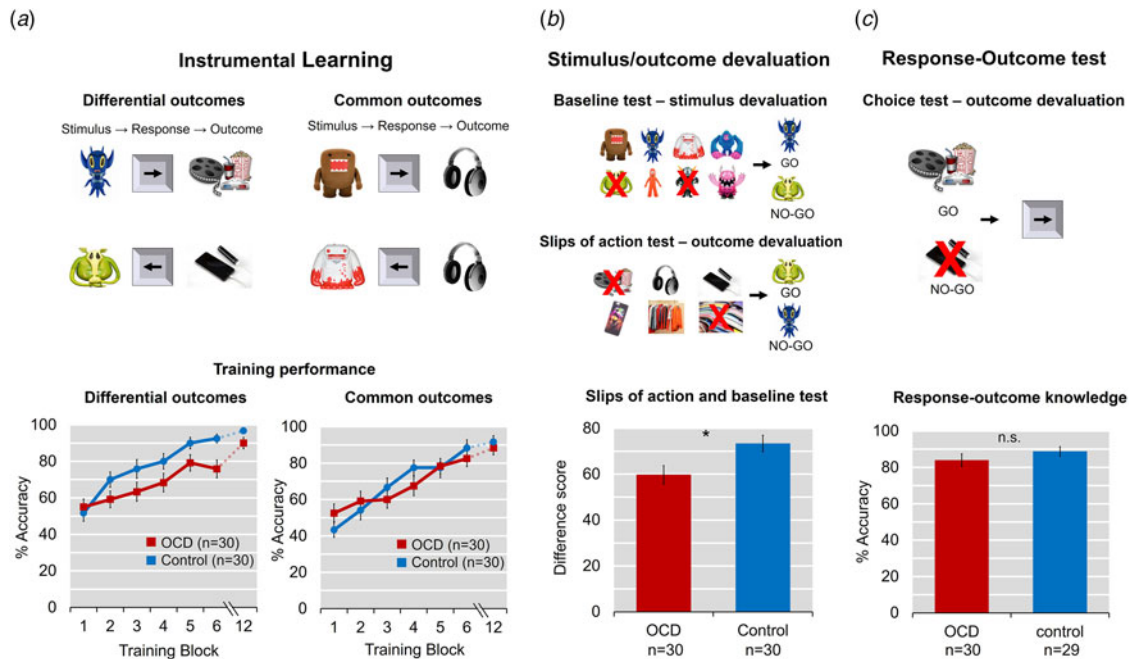 (a)
Instrumental Learning
Differential outcomes
Stimulus → Response → Outcome
Common outcomes
Stimulus → Response → Outcome
Training performance
Differential outcomes
% Accuracy
100
80
60
40
20
0
OCD (n=30)
Control (n=30)
1 2 3 4 5 6 12
Training Block
Common outcomes
% Accuracy
100
80
60
40
20
0
OCD (n=30)
Control (n=30)
1 2 3 4 5 6 12
Training Block
(b)
Stimulus/outcome devaluation
Baseline test – stimulus devaluation
GO
NO-GO
Slips of action test – outcome devaluation
GO
NO-GO
Slips of action and baseline test
Difference score
80
60
40
20
0
*
OCD Control
n=30 n=30
(c)
Response-Outcome test
Choice test – outcome devaluation
GO
NO-GO
Response-outcome knowledge
% Accuracy
100
80
60
40
20
0
n.s.
OCD control
n=30 n=29